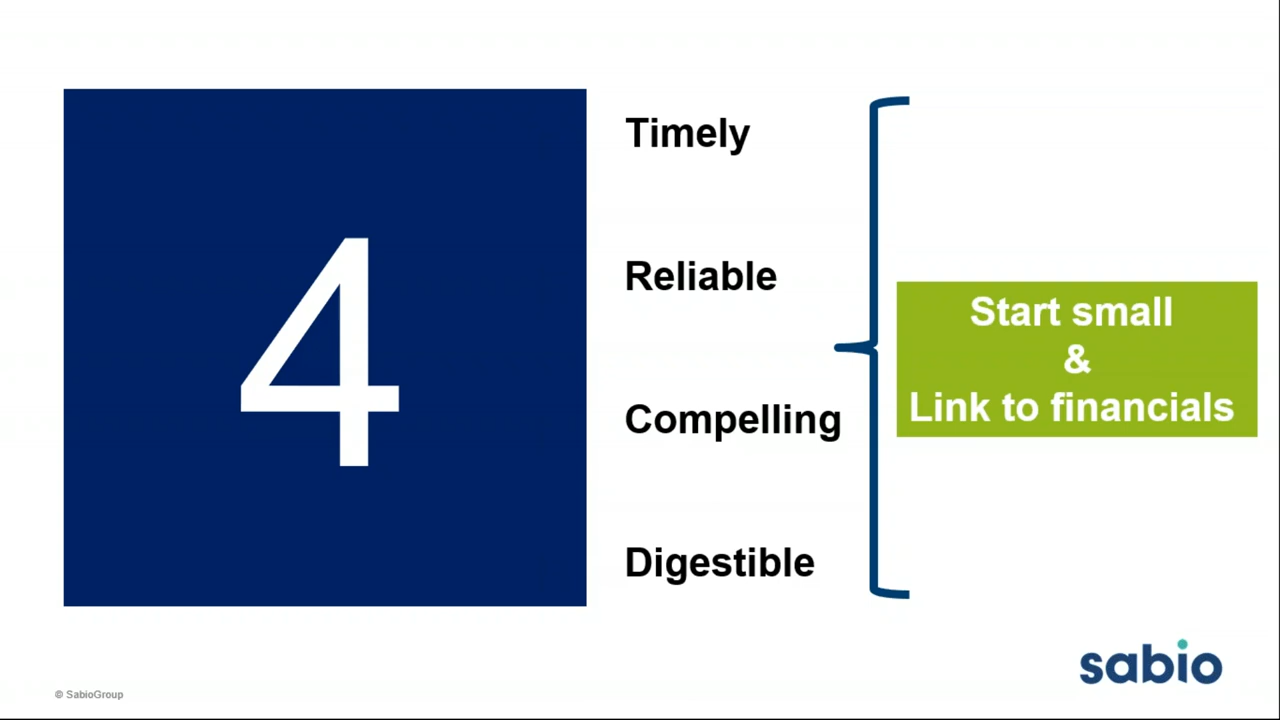 4
Timely
Reliable
Compelling
Digestible
Start small
&
Link to financials
sabio
© SabioGroup